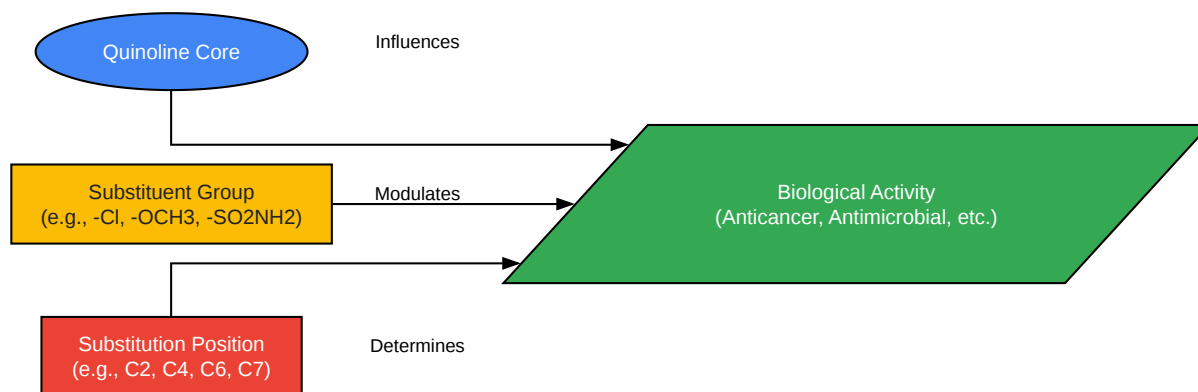 Quinoline Core
Influences
Substituent Group
(e.g., -Cl, -OCH3, -SO2NH2)
Modulates
Biological Activity
(Anticancer, Antimicrobial, etc.)
Substitution Position
(e.g., C2, C4, C6, C7)
Determines